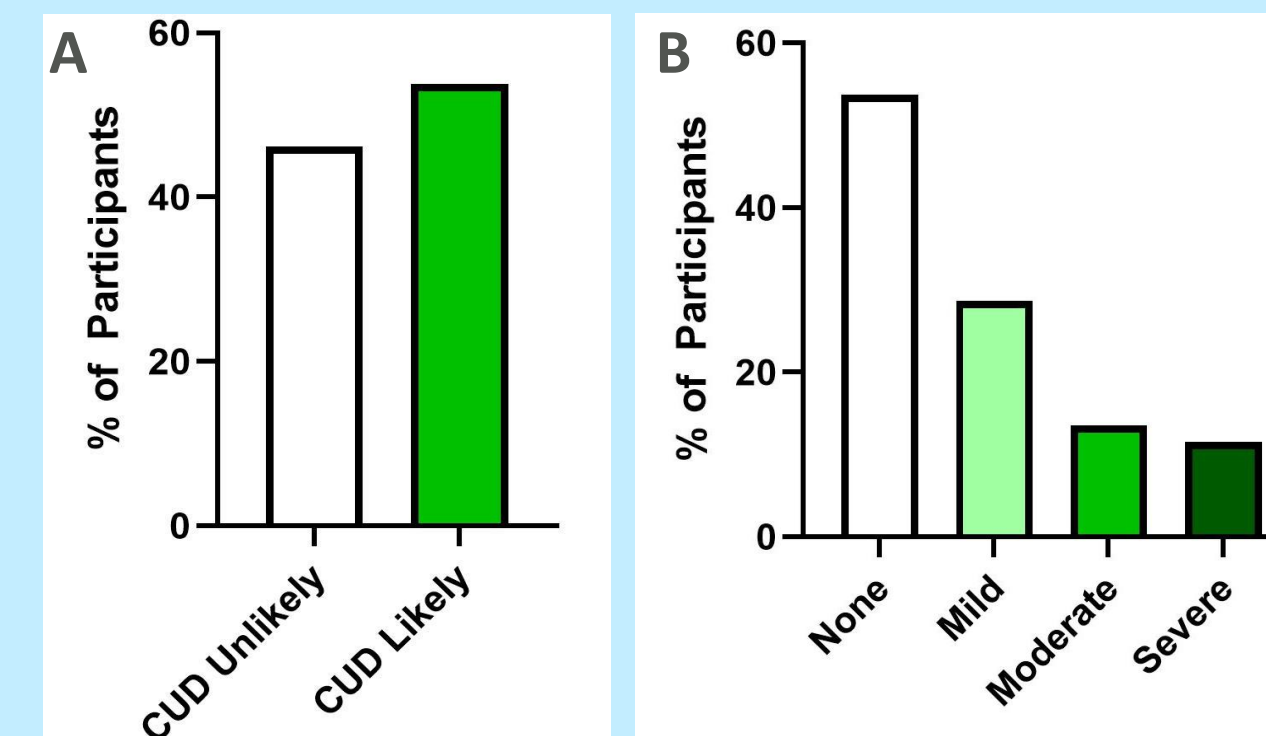 A
% of Participants
60
40
20
0
CUD Unlikely
CUD Likely
B
% of Participants
60
40
20
0
None
Mild
Moderate
Severe